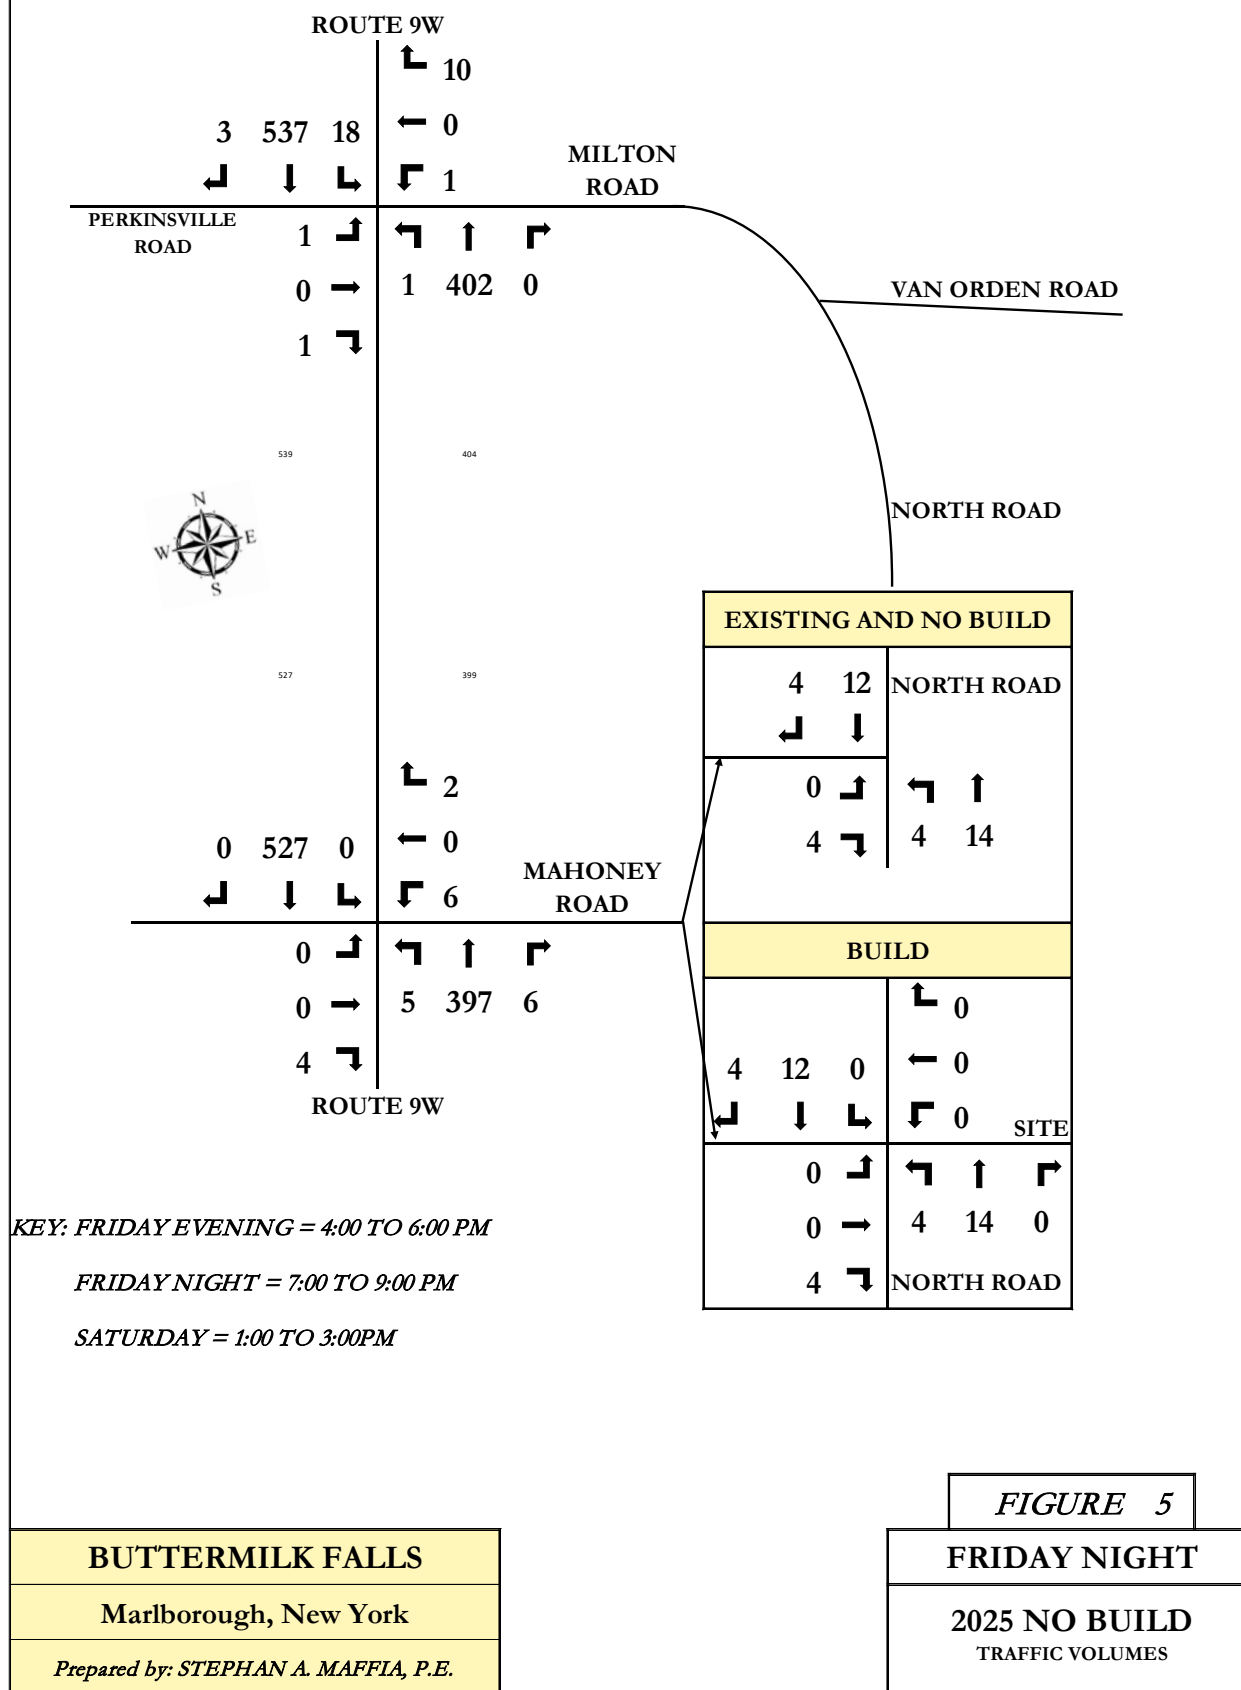 ROUTE 9W
10
3 537 18
0
1
MILTON
ROAD
PERKINSVILLE
ROAD
1
0
1
1 402 0
VAN ORDEN ROAD
539 404
N
W E
S
NORTH ROAD
527 399
EXISTING AND NO BUILD
4 12
NORTH ROAD
0
4
4 14
2
0
6
0 527 0
MAHONEY
ROAD
0
0
4
5 397 6
ROUTE 9W
BUILD
0
0
0
4 12 0
SITE
0
0
4
4 14 0
NORTH ROAD
KEY: FRIDAY EVENING = 4:00 TO 6:00 PM
FRIDAY NIGHT = 7:00 TO 9:00 PM
SATURDAY = 1:00 TO 3:00PM
FIGURE 5
BUTTERMILK FALLS
Marlborough, New York
Prepared by: STEPHAN A. MAFFIA, P.E.
FRIDAY NIGHT
2025 NO BUILD
TRAFFIC VOLUMES